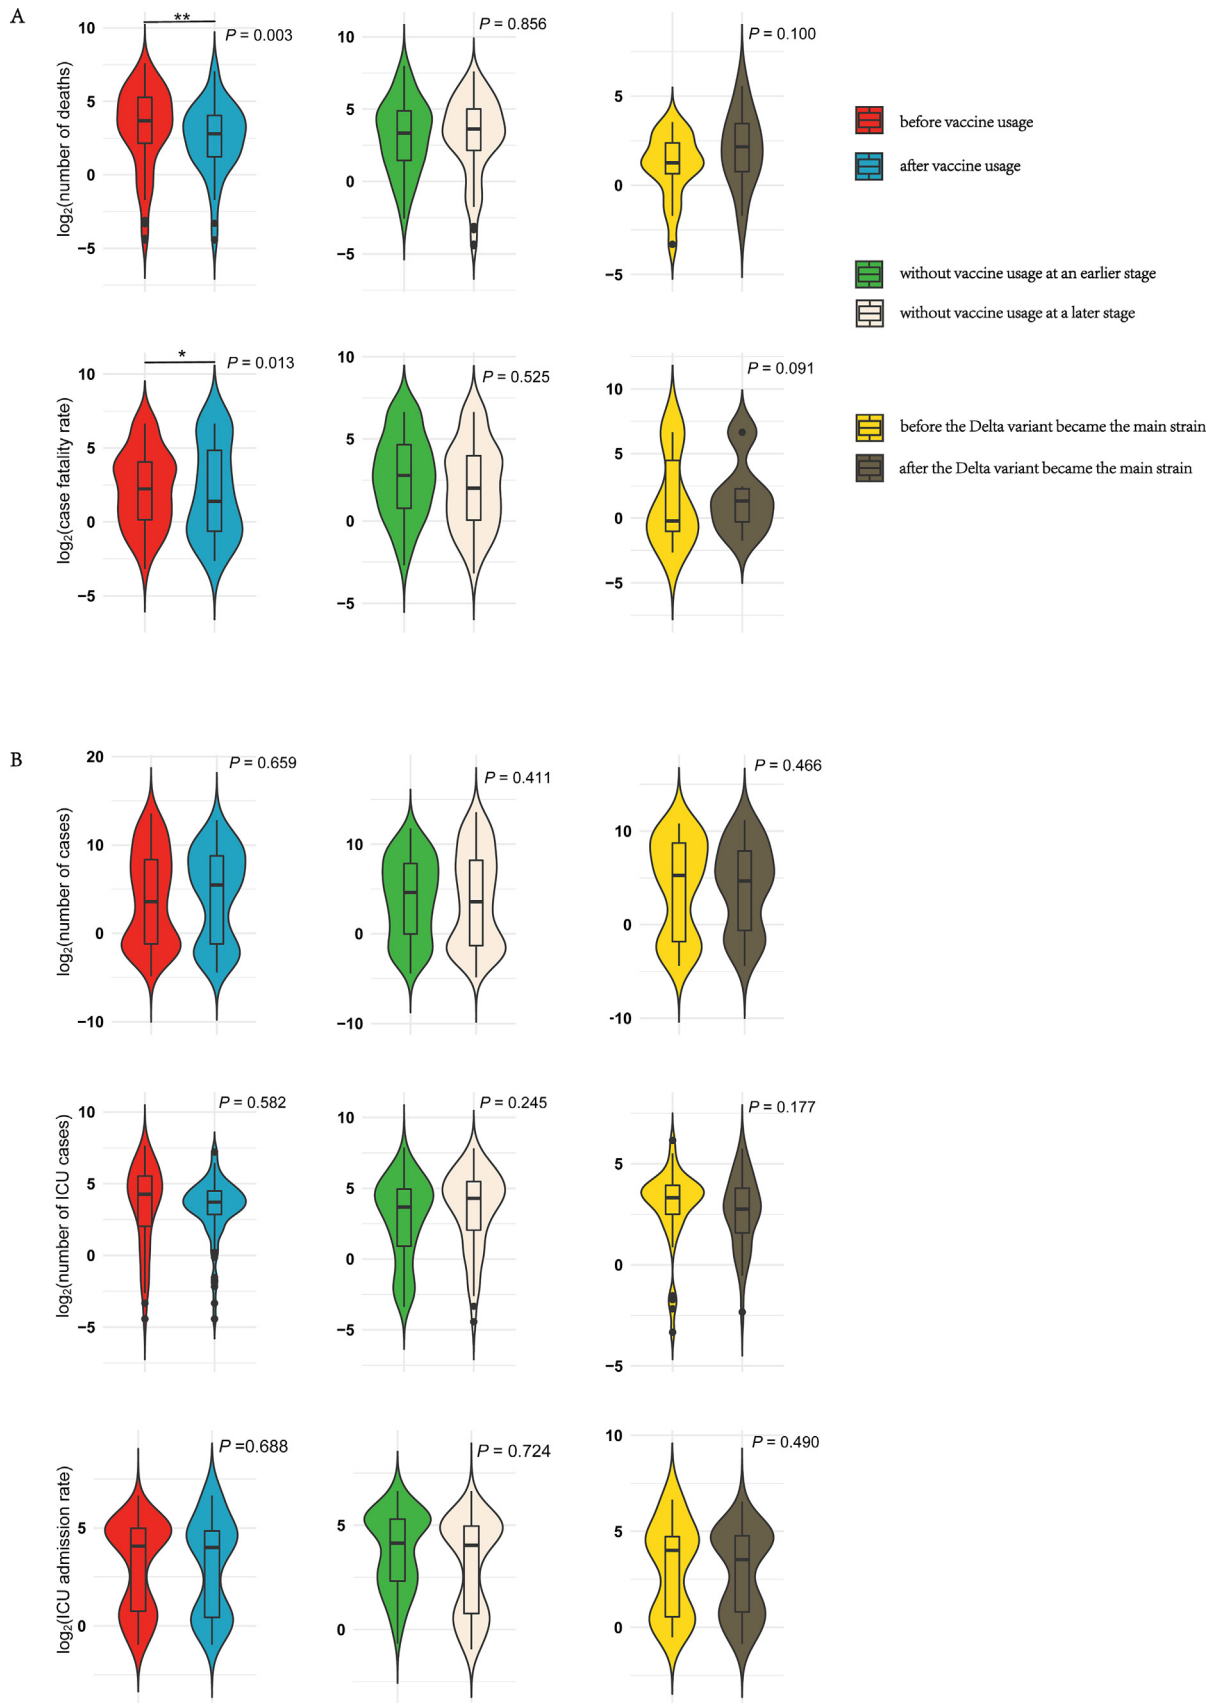 A
log₂(number of deaths)
10
5
0
−5
**
P = 0.003
10
5
0
−5
P = 0.856
5
0
−5
P = 0.100
before vaccine usage
after vaccine usage
without vaccine usage at an earlier stage
without vaccine usage at a later stage
before the Delta variant became the main strain
after the Delta variant became the main strain
log₂(case fatality rate)
10
5
0
−5
*
P = 0.013
10
5
0
−5
P = 0.525
10
5
0
−5
P = 0.091
B
log₂(number of cases)
20
10
0
−10
P = 0.659
10
0
−10
P = 0.411
10
0
-10
P = 0.466
log₂(number of ICU cases)
10
5
0
−5
P = 0.582
10
5
0
−5
P = 0.245
5
0
−5
P = 0.177
log₂(ICU admission rate)
5
0
P =0.688
5
0
P = 0.724
10
5
0
P = 0.490